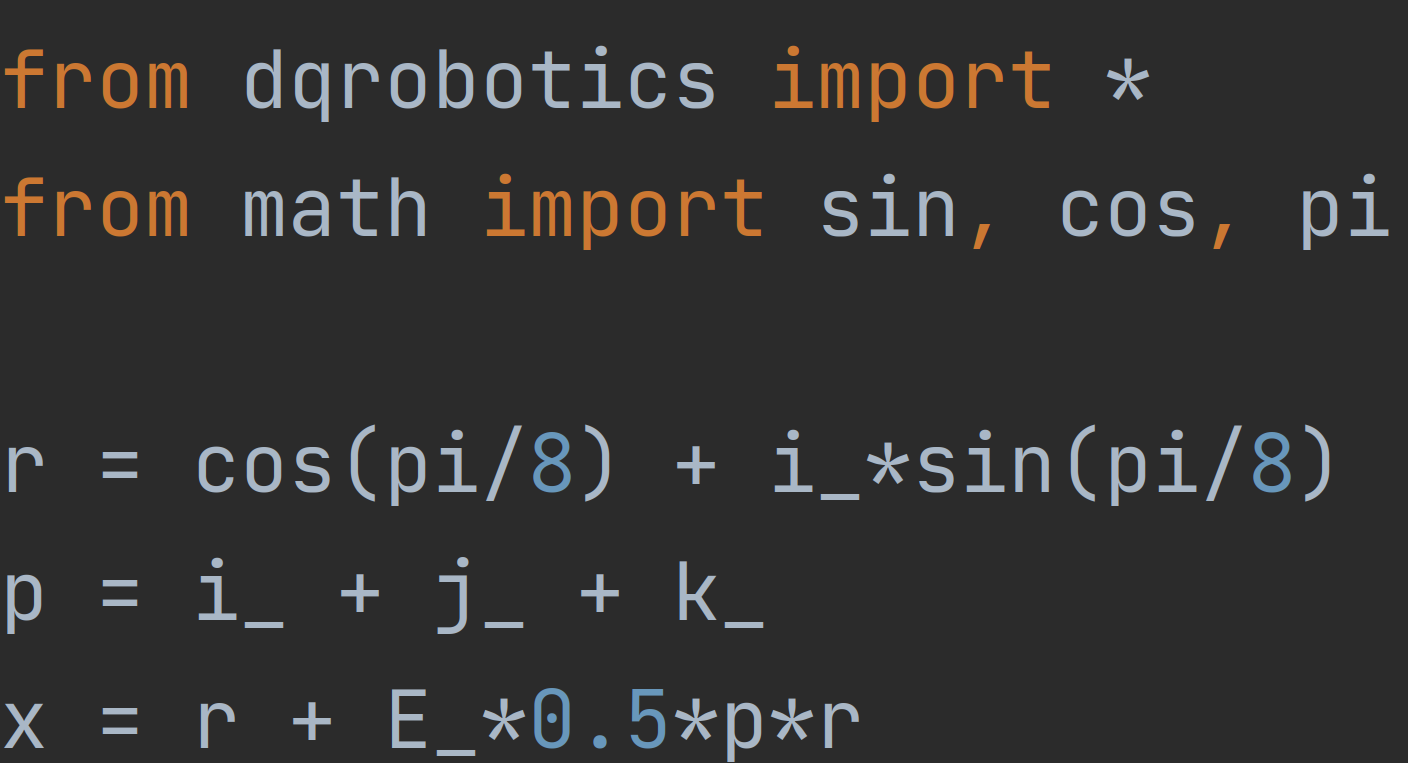 from dqrobotics import *
from math import sin, cos, pi
r = cos(pi/8) + i_*sin(pi/8)
p = i_ + j_ + k_
x = r + E_*0.5*p*r